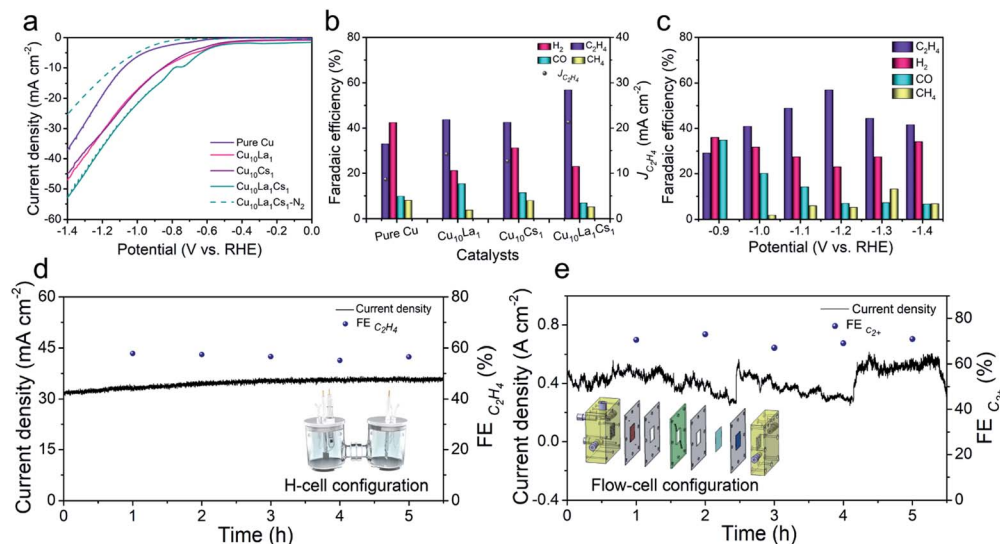 a
Current density (mA cm⁻²)
0
-10
-20
-30
-40
-50
-60
Pure Cu
Cu₁₀La₁
Cu₁₀Cs₁
Cu₁₀La₁Cs₁
Cu₁₀La₁Cs₁-N₂
-1.4 -1.2 -1.0 -0.8 -0.6 -0.4 -0.2 0.0
Potential (V vs. RHE)
b
Faradaic efficiency (%)
80
60
40
20
0
H₂ C₂H₄
CO CH₄
J C₂H₄
40
30
20
10
0
J C₂H₄ (mA cm⁻²)
Pure Cu Cu₁₀La₁ Cu₁₀Cs₁ Cu₁₀La₁Cs₁
Catalysts
c
Faradaic efficiency (%)
80
60
40
20
0
C₂H₄
H₂
CO
CH₄
-0.9 -1.0 -1.1 -1.2 -1.3 -1.4
Potential (V vs. RHE)
d
Current density (mA cm⁻²)
60
45
30
15
0
Current density
FE C₂H₄
80
60
40
20
0
FE C₂H₄ (%)
H-cell configuration
0 1 2 3 4 5
Time (h)
e
Current density (A cm⁻²)
0.8
0.4
0.0
-0.4
Current density
FE C₂₊
80
60
40
20
0
FE C₂₊ (%)
Flow-cell configuration
0 1 2 3 4 5
Time (h)